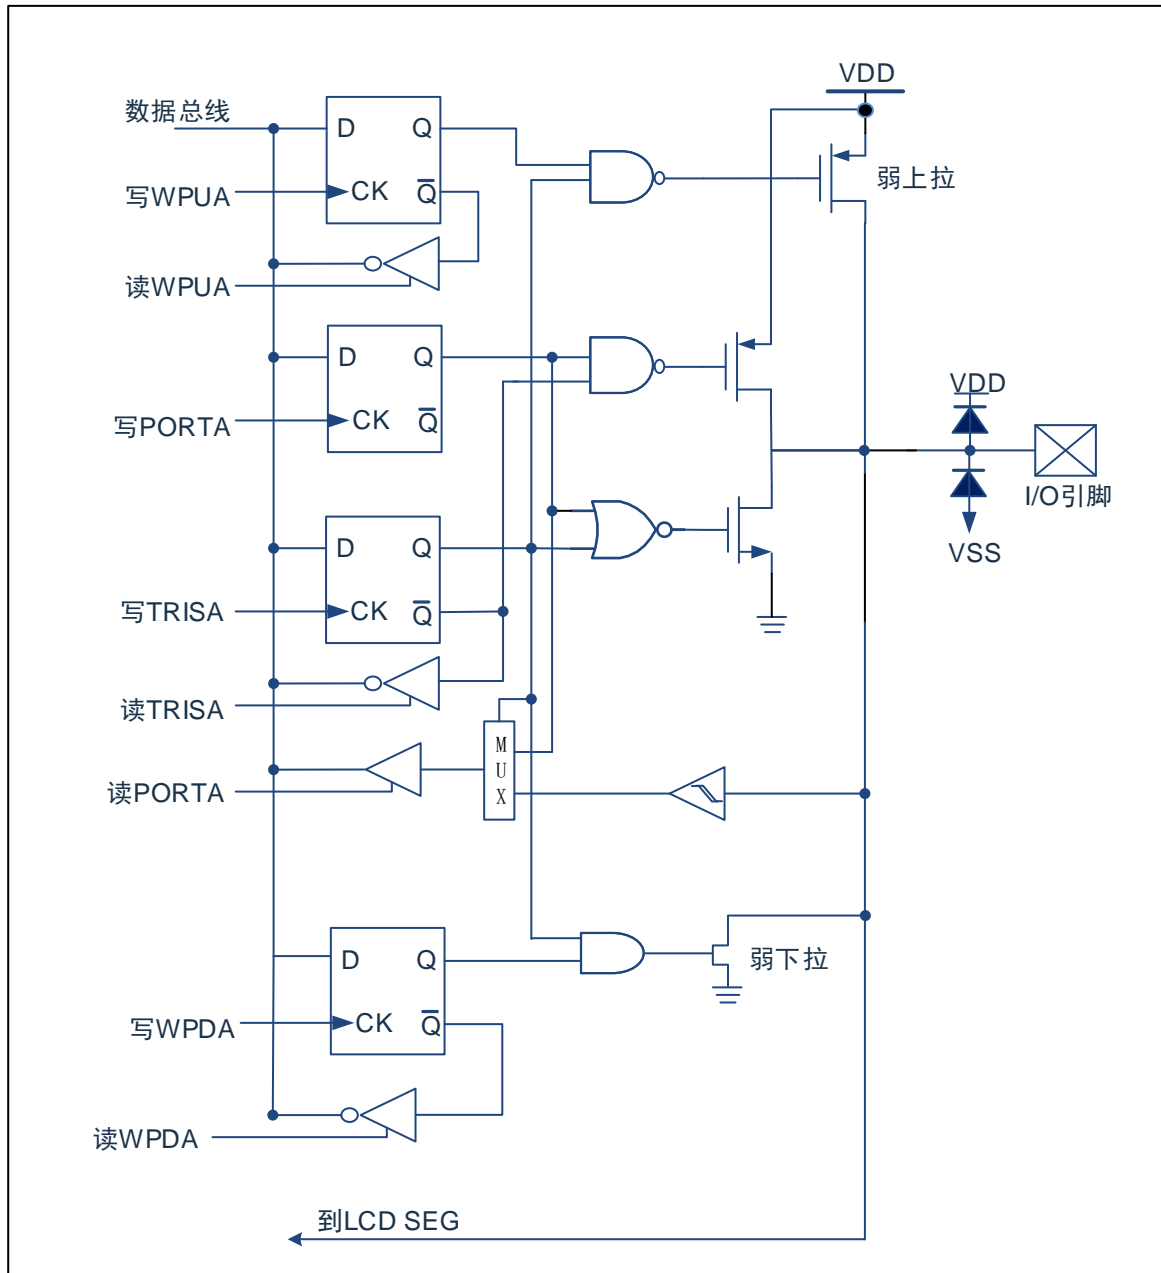 VDD
数据总线
D Q
弱上拉
写WPUA
CK Q
读WPUA
D Q
VDD
写PORTA
CK Q
I/O引脚
D Q
VSS
写TRISA
CK Q
读TRISA
MUX
读PORTA
D Q
弱下拉
写WPDA
CK Q
读WPDA
到LCD SEG